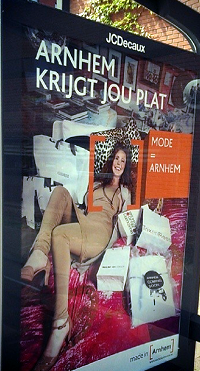 JCDecaux
ARNHEM
KRIJGT JOU PLAT
MODE
=
ARNHEM
made in [Arnhem]